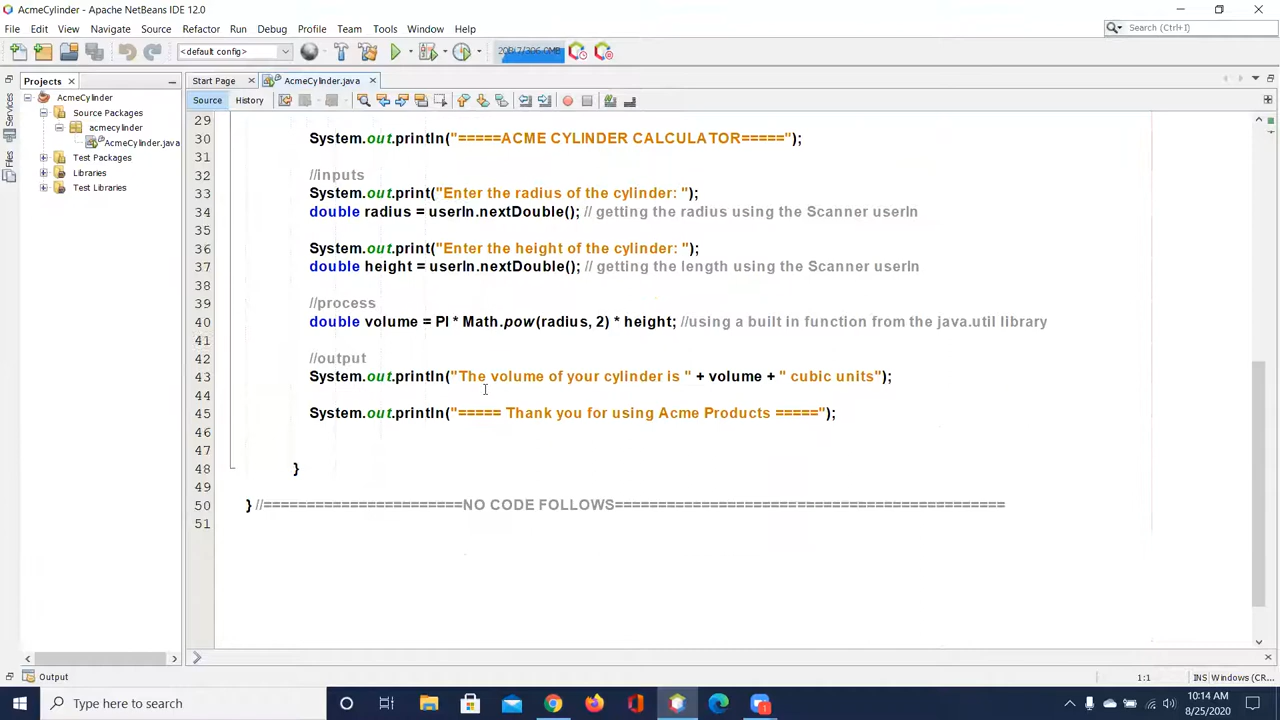 AcmeCylinder - Apache NetBeans IDE 12.0
File Edit View Navigate Source Refactor Run Debug Profile Team Tools Window Help
Search (Ctrl+I)
<default config>
Projects
Start Page
AcmeCylinder.java
Services
Files
AcmeCylinder
Source Packages
acmecylinder
AcmeCylinder.java
Test Packages
Libraries
Test Libraries
Source History
29
30 System.out.println("=====ACME CYLINDER CALCULATOR=====");
31
32 //inputs
33 System.out.print("Enter the radius of the cylinder: ");
34 double radius = userIn.nextDouble(); // getting the radius using the Scanner userIn
35
36 System.out.print("Enter the height of the cylinder: ");
37 double height = userIn.nextDouble(); // getting the length using the Scanner userIn
38
39 //process
40 double volume = PI * Math.pow(radius, 2) * height; //using a built in function from the java.util library
41
42 //output
43 System.out.println("The volume of your cylinder is " + volume + " cubic units");
44
45 System.out.println("===== Thank you for using Acme Products =====");
46
47
48 }
49
50 } //=======================NO CODE FOLLOWS=============================================
51
Output
1:1
INS
Windows (CR...
Type here to search
10:14 AM
8/25/2020